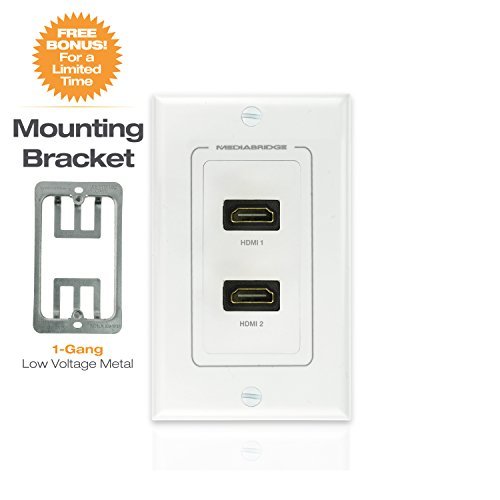 FREE
BONUS!
For a
Limited
Time
Mounting
Bracket
1-Gang
Low Voltage Metal
MEDIABRIDGE
HDMI 1
HDMI 2